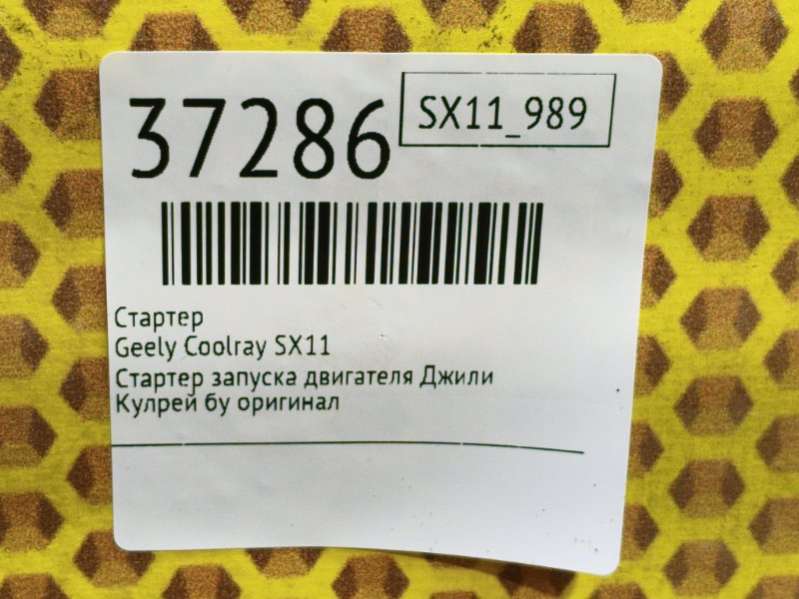 37286
SX11_989
Стартер
Geely Coolray SX11
Стартер запуска двигателя Джили
Кулрей бу оригинал